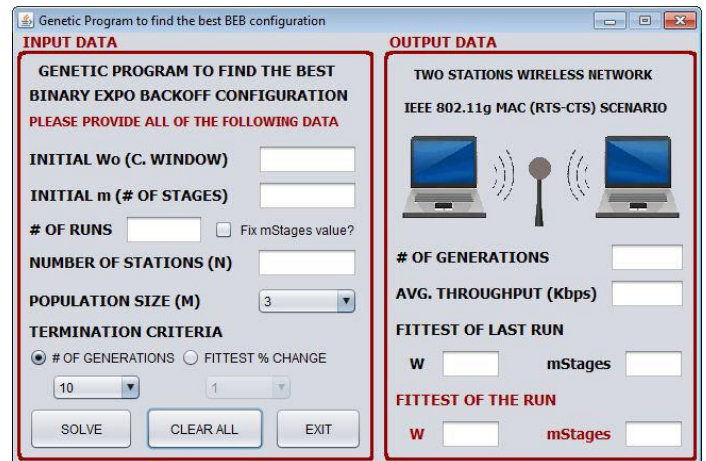 Genetic Program to find the best BEB configuration
INPUT DATA
GENETIC PROGRAM TO FIND THE BEST
BINARY EXPO BACKOFF CONFIGURATION
PLEASE PROVIDE ALL OF THE FOLLOWING DATA
INITIAL Wo (C. WINDOW)
INITIAL m (# OF STAGES)
# OF RUNS Fix mStages value?
NUMBER OF STATIONS (N)
POPULATION SIZE (M) 3
TERMINATION CRITERIA
# OF GENERATIONS FITTEST % CHANGE
10 1
SOLVE CLEAR ALL EXIT
OUTPUT DATA
TWO STATIONS WIRELESS NETWORK
IEEE 802.11g MAC (RTS-CTS) SCENARIO
# OF GENERATIONS
AVG. THROUGHPUT (Kbps)
FITTEST OF LAST RUN
W mStages
FITTEST OF THE RUN
W mStages